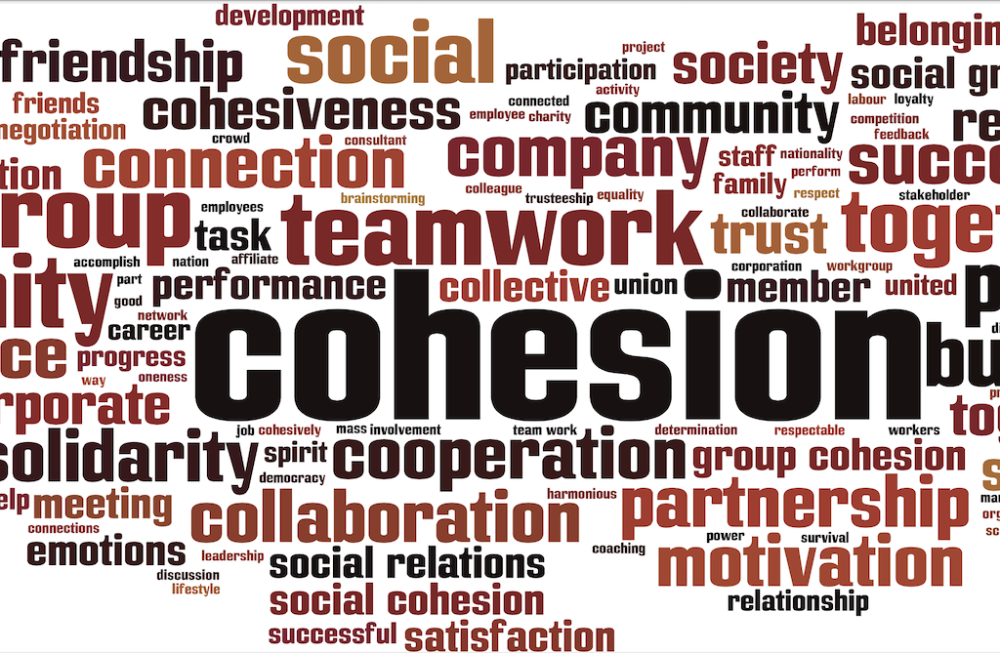 development
friendship
social
project
participation
activity
society
belongin
social gr
friends
negotiation
cohesiveness
crowd
connected
employee charity
community
labour loyalty
competition
feedback
re
tion
connection
consultant
company
staff nationality
perform
family respect
succe
colleague
trusteeship equality
brainstorming
stakeholder
roup
employees
task
teamwork
collaborate
trust
toge
accomplish
nation
affiliate
corporation
workgroup
ity
part
performance
collective
union
member
united
p
good
network
career
cohesion
ce
progress
oneness
way
bu
rporate
to
job cohesively
mass involvement
team work
determination
respectable
workers
solidarity
spirit
cooperation
group cohesion
democracy
elp
meeting
connections
collaboration
harmonious
partnership
s
mar
org
sc
emotions
leadership
social relations
coaching
power
survival
motivation
discussion
lifestyle
social cohesion
relationship
successful
satisfaction